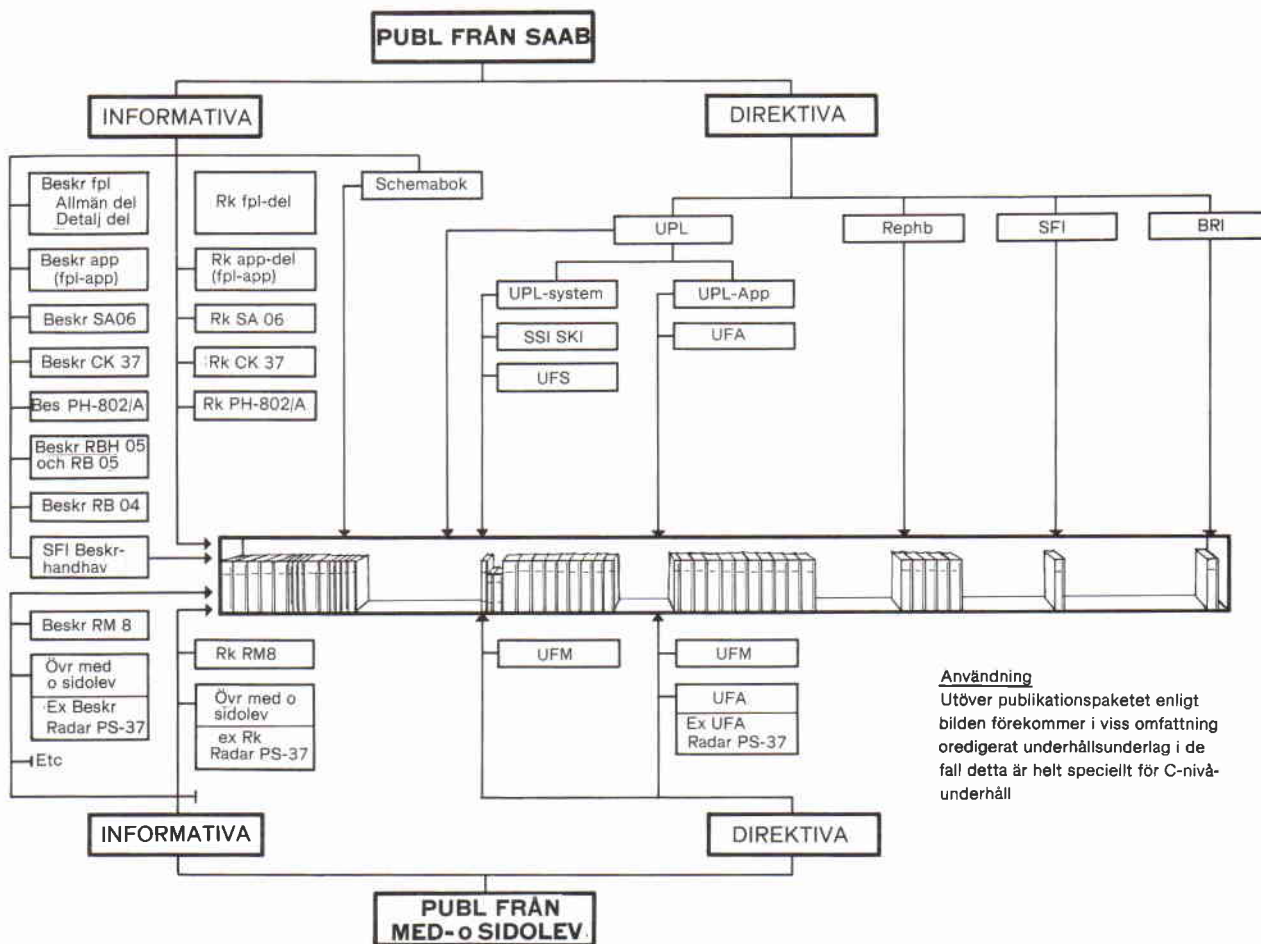 PUBL FRÅN SAAB
INFORMATIVA
DIREKTIVA
Beskr fpl
Allmän del
Detalj del
Rk fpl-del
Schemabok
UPL
Rephb
SFI
BRI
Beskr app
(fpl-app)
Rk app-del
(fpl-app)
UPL-system
UPL-App
Beskr SA06
Rk SA 06
SSI SKI
UFA
Beskr CK 37
Rk CK 37
UFS
Bes PH-802/A
Rk PH-802/A
Beskr RBH 05
och RB 05
Beskr RB 04
SFI Beskr-
handhav
Beskr RM 8
Rk RM8
UFM
UFM
Övr med
o sidolev
Ex Beskr
Radar PS-37
Övr med o
sidolev
ex Rk
Radar PS-37
UFA
Ex UFA
Radar PS-37
Etc
Användning
Utöver publikationspaketet enligt
bilden förekommer i viss omfattning
oredigerat underhållsunderlag i de
fall detta är helt speciellt för C-nivå-
underhåll
INFORMATIVA
DIREKTIVA
PUBL FRÅN
MED- o SIDOLEV